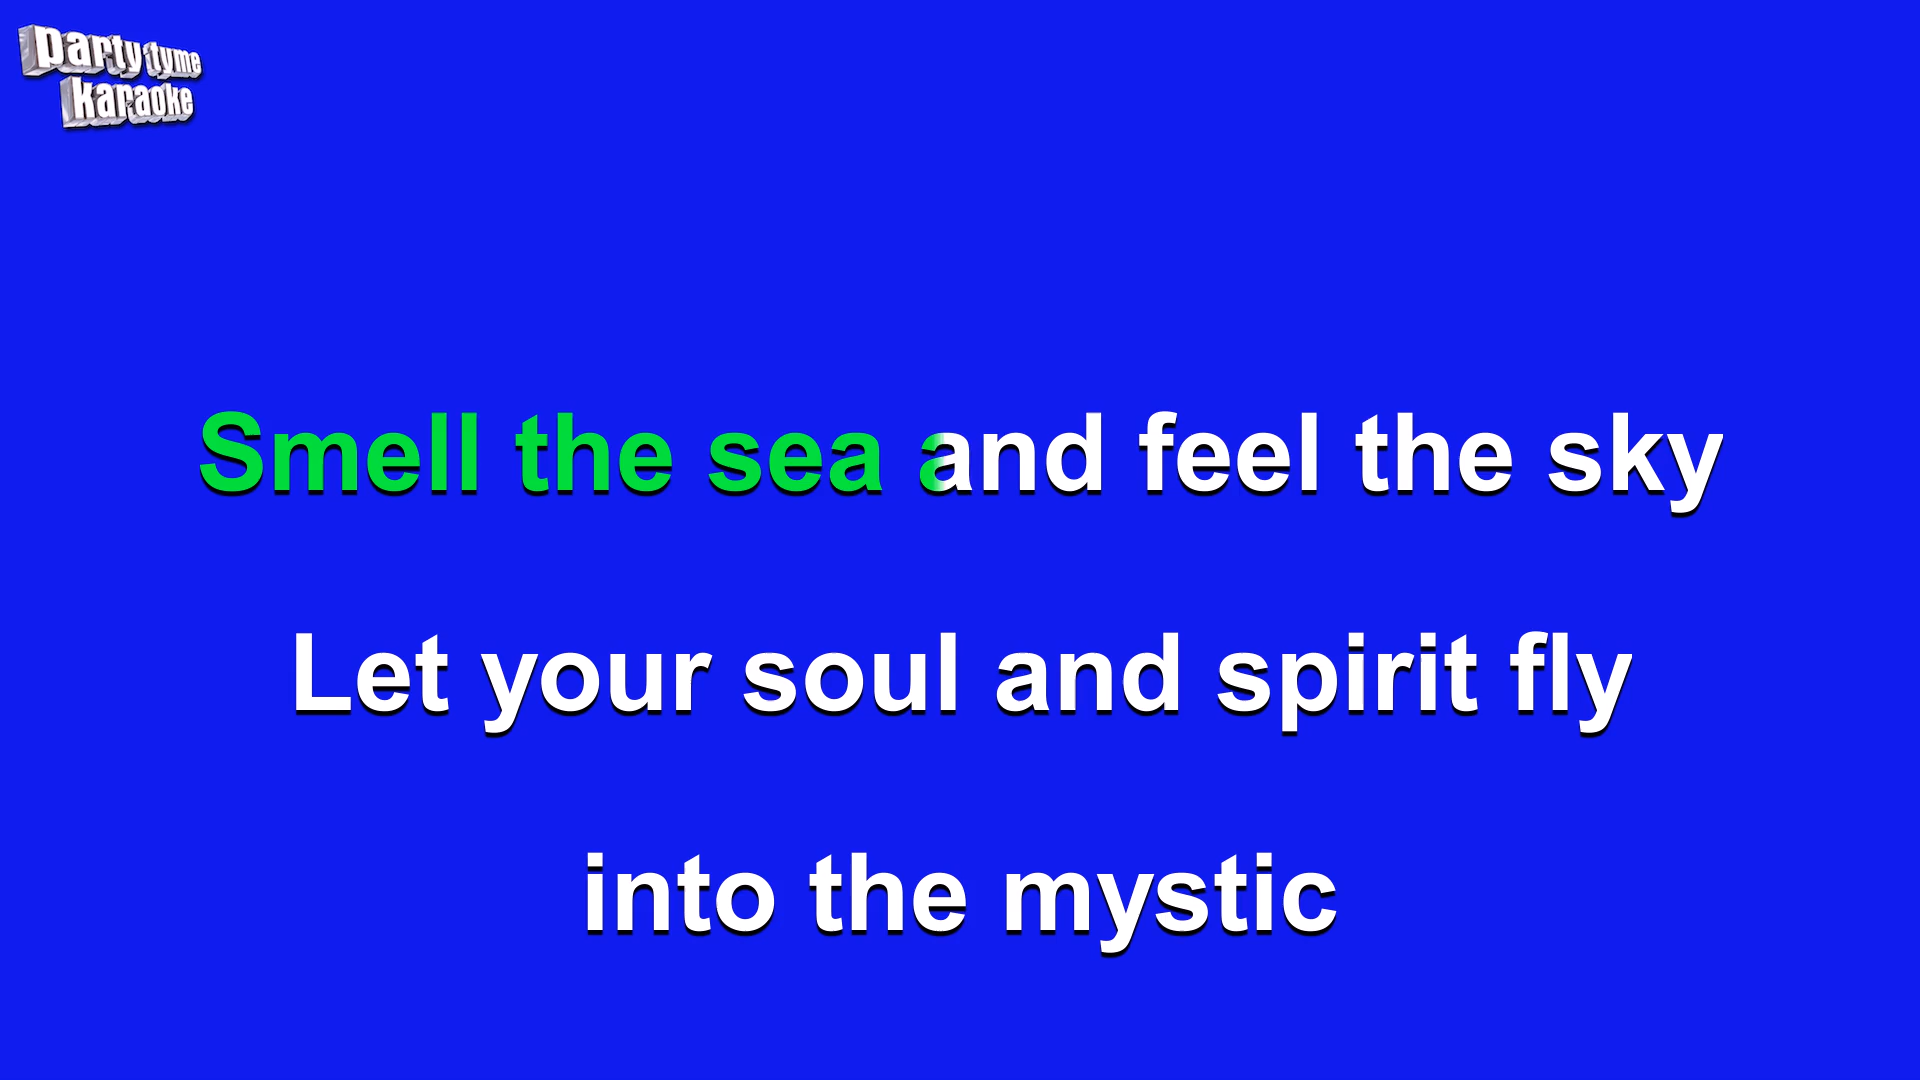 party tyme
karaoke
Smell the sea and feel the sky
Let your soul and spirit fly
into the mystic